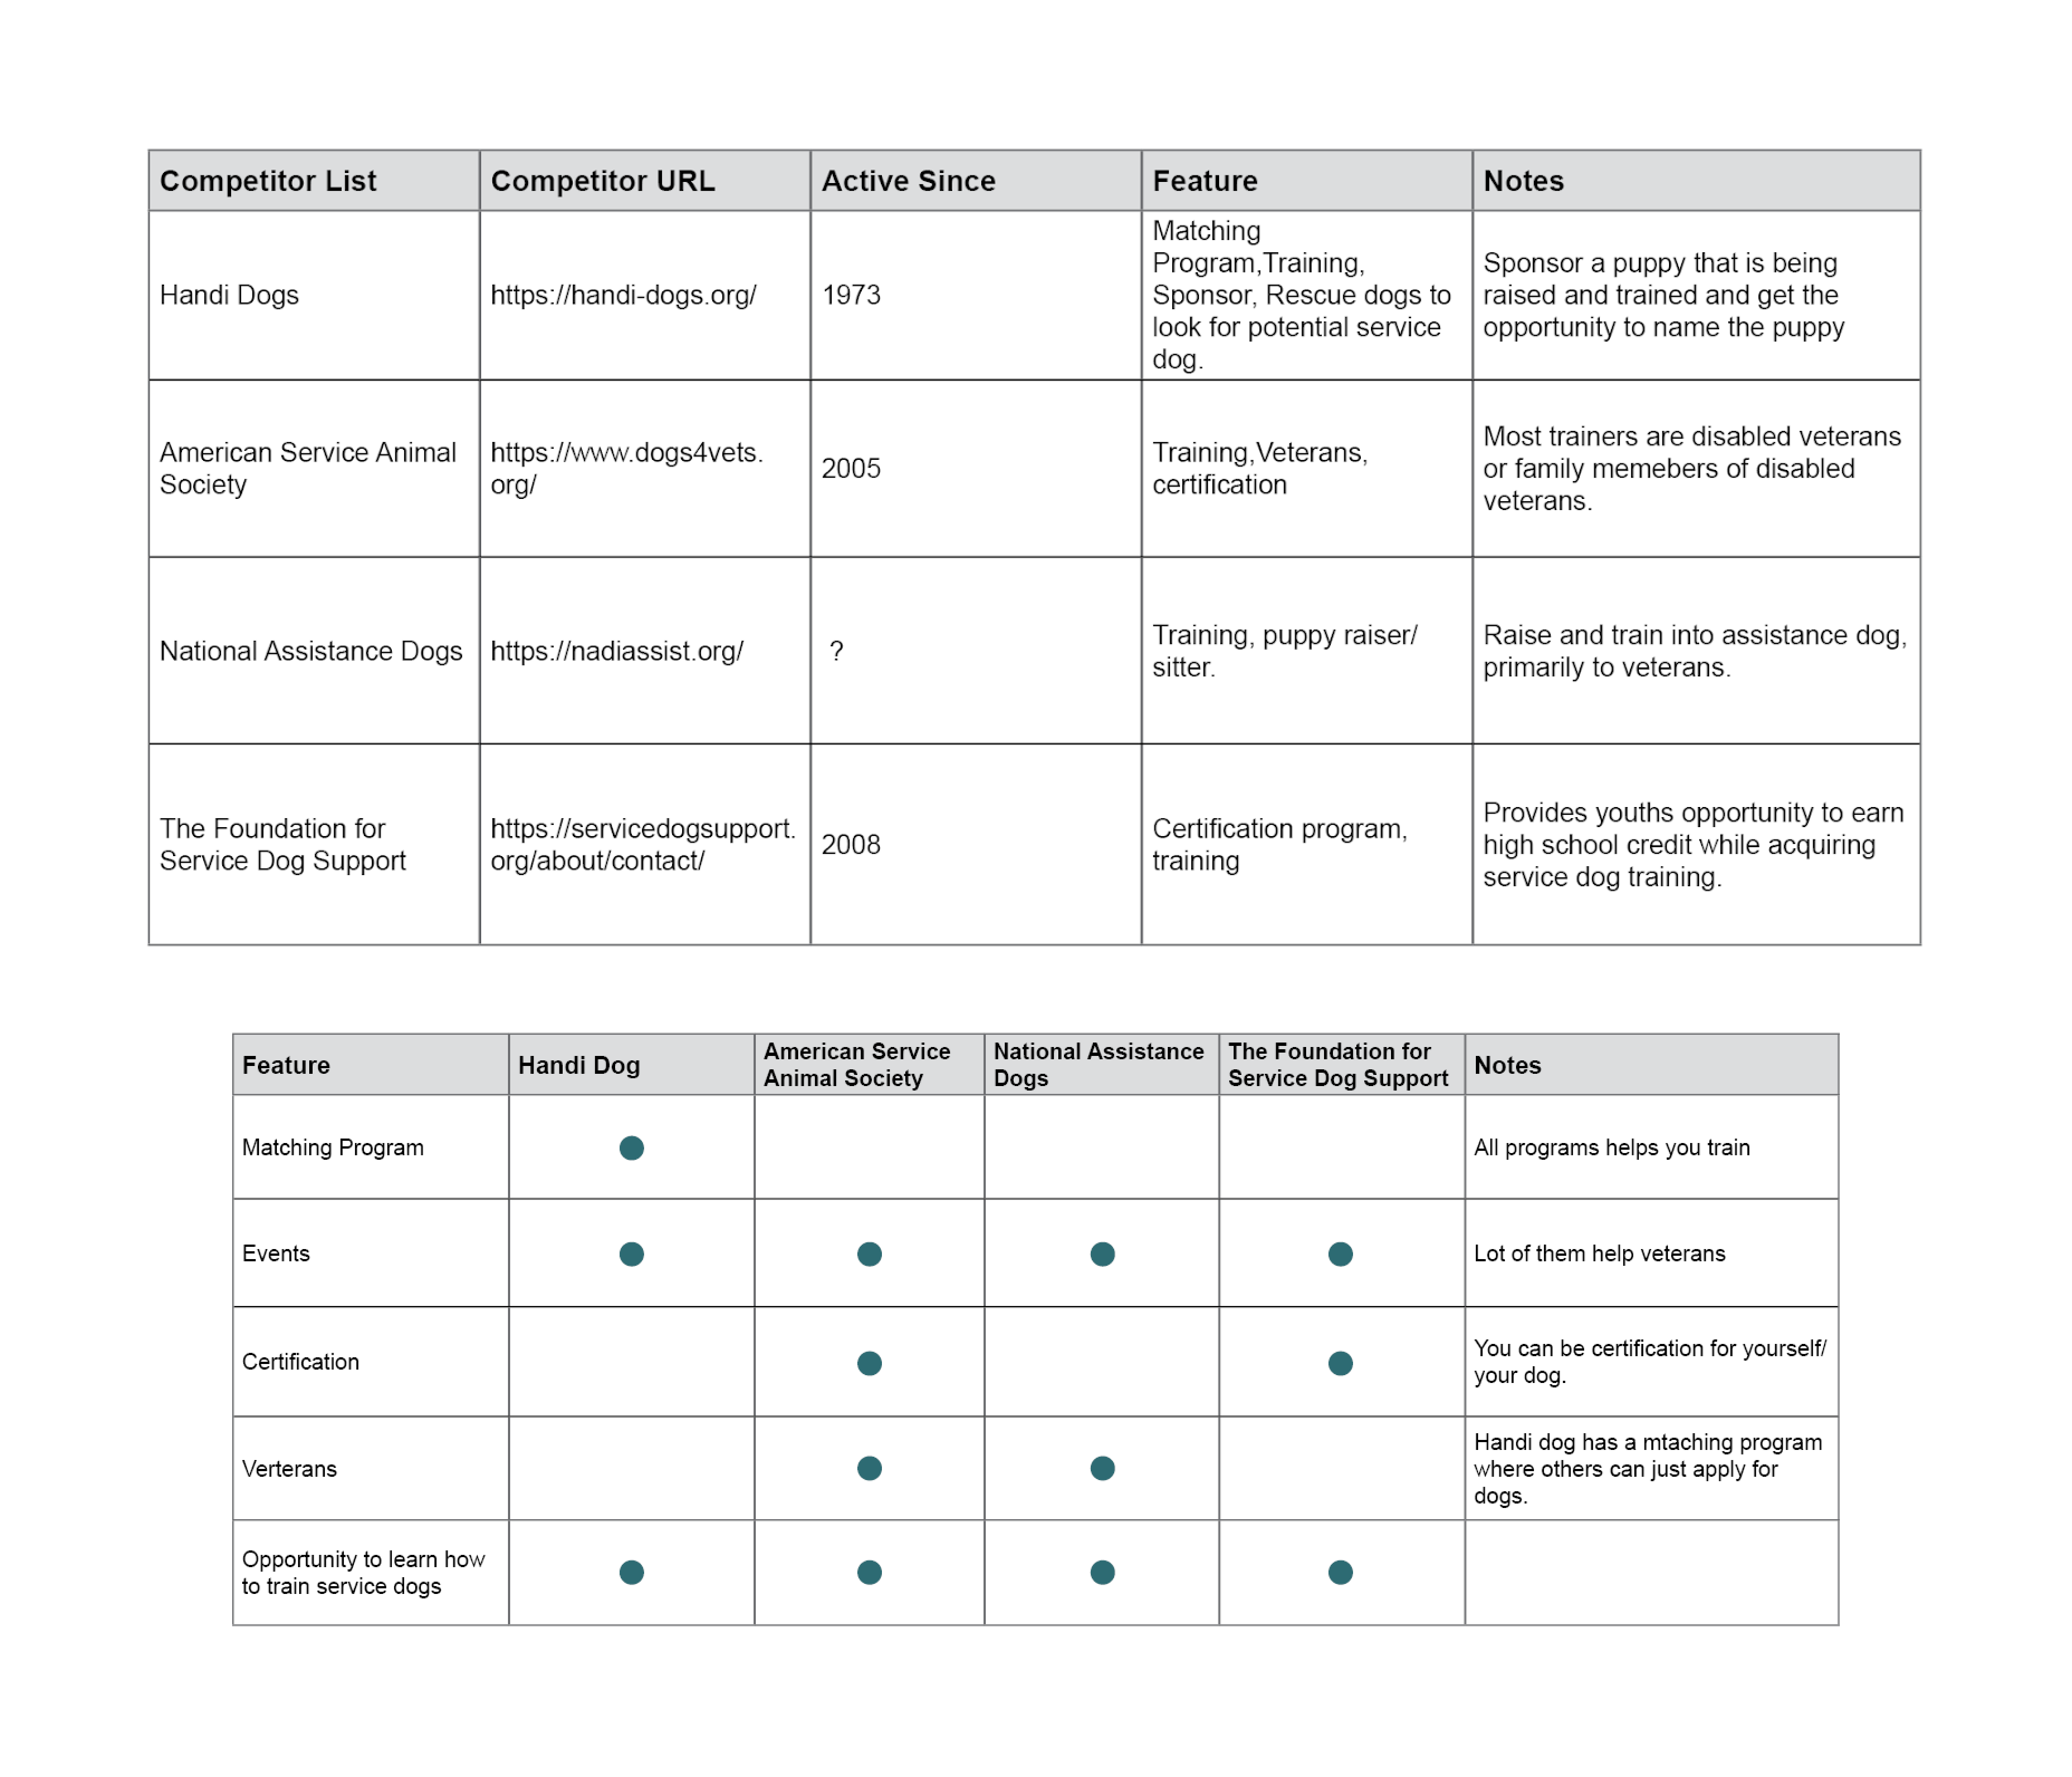 Competitor List Competitor URL Active Since Feature Notes
Matching
Program,Training,
Sponsor, Rescue dogs to
look for potential service
dog.
Handi Dogs https://handi-dogs.org/ 1973
Sponsor a puppy that is being
raised and trained and get the
opportunity to name the puppy
American Service Animal
Society
https://www.dogs4vets.
org/
2005
Training,Veterans,
certification
Most trainers are disabled veterans
or family memebers of disabled
veterans.
National Assistance Dogs https://nadiassist.org/ ?
Training, puppy raiser/
sitter.
Raise and train into assistance dog,
primarily to veterans.
The Foundation for
Service Dog Support
https://servicedogsupport.
org/about/contact/
2008
Certification program,
training
Provides youths opportunity to earn
high school credit while acquiring
service dog training.
Feature Handi Dog
American Service
Animal Society
National Assistance
Dogs
The Foundation for
Service Dog Support
Notes
Matching Program
All programs helps you train
Events
Lot of them help veterans
Certification
You can be certification for yourself/
your dog.
Verterans
Handi dog has a mtaching program
where others can just apply for
dogs.
Opportunity to learn how
to train service dogs